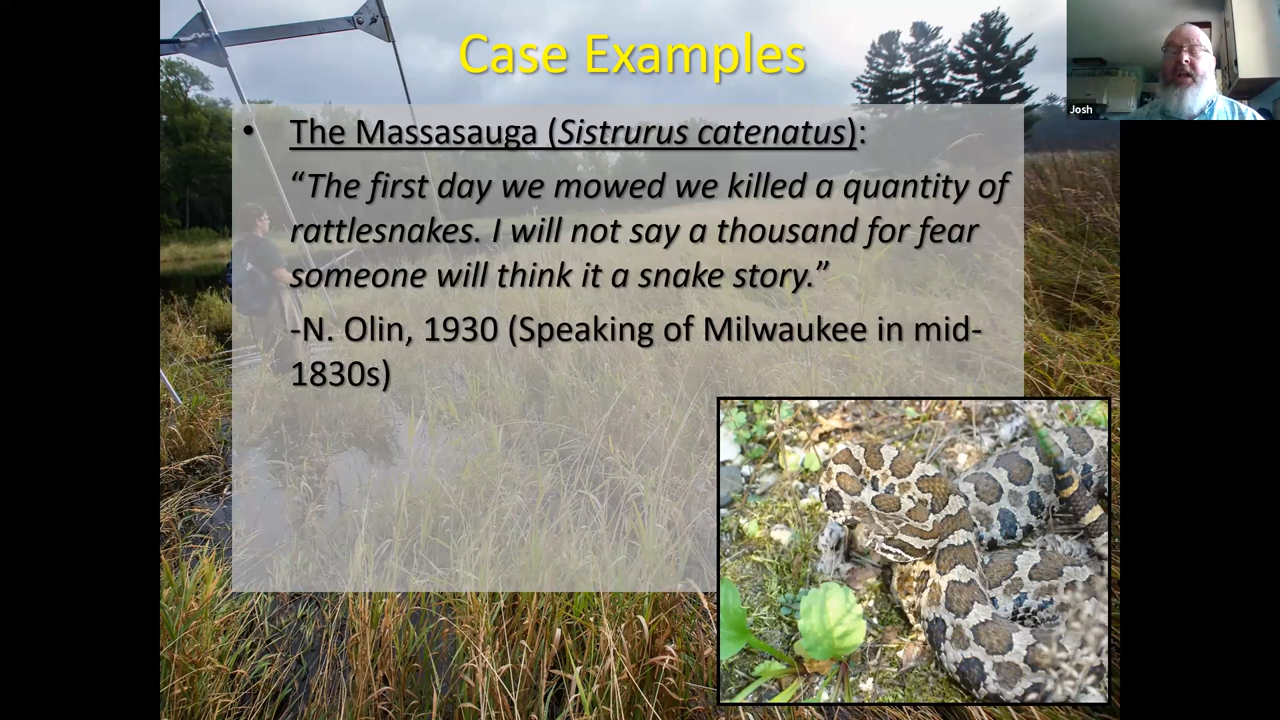 Case Examples
Josh
• The Massasauga (Sistrurus catenatus):
“The first day we mowed we killed a quantity of
rattlesnakes. I will not say a thousand for fear
someone will think it a snake story.”
-N. Olin, 1930 (Speaking of Milwaukee in mid-
1830s)